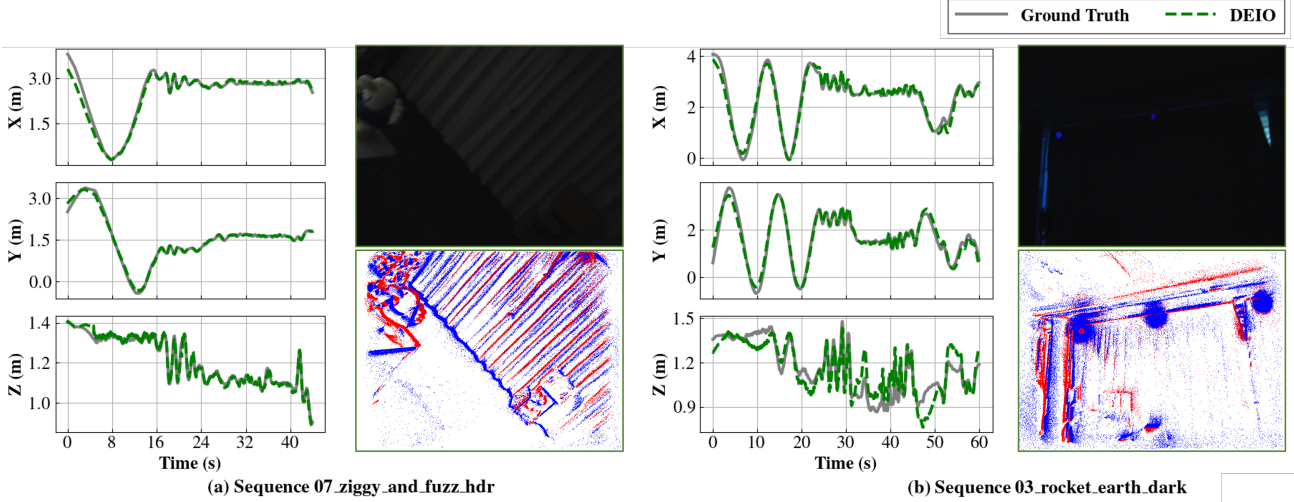 Ground Truth
DEIO
X (m)
3.0
1.5
Y (m)
3.0
1.5
0.0
Z (m)
1.4
1.2
1.0
0
8
16
24
32
40
Time (s)
(a) Sequence 07_ziggy_and_fuzz_hdr
X (m)
4
2
0
Y (m)
2
0
Z (m)
1.5
1.2
0.9
0
10
20
30
40
50
60
Time (s)
(b) Sequence 03_rocket_earth_dark